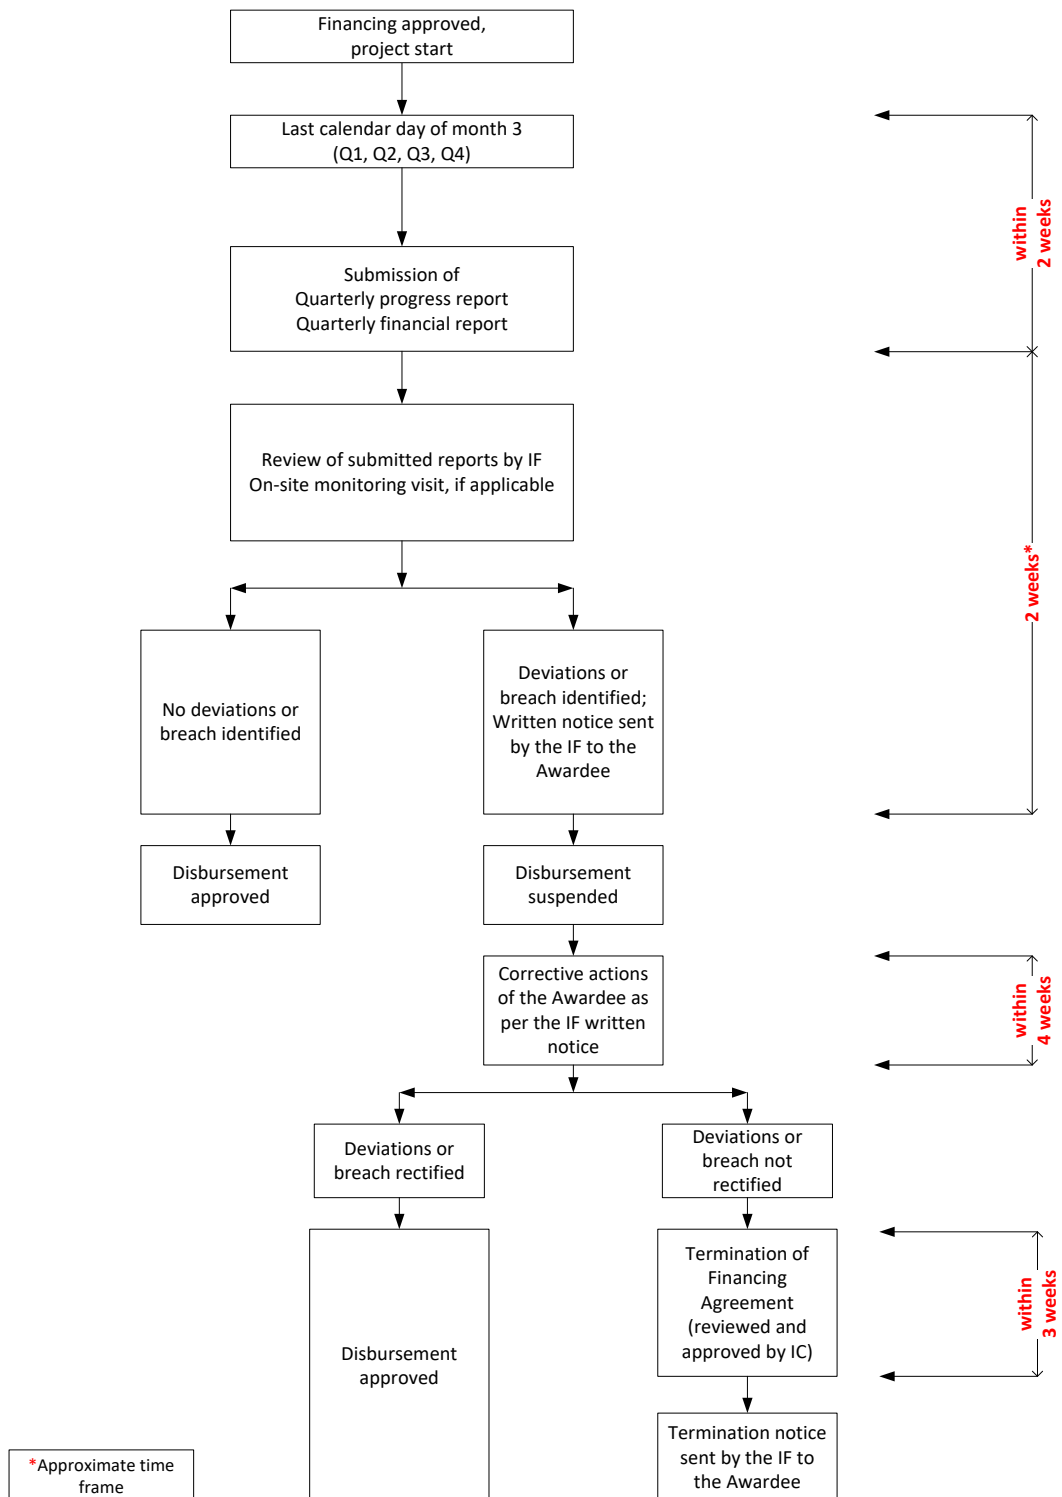 Financing approved,
project start
Last calendar day of month 3
(Q1, Q2, Q3, Q4)
within
2 weeks
Submission of
Quarterly progress report
Quarterly financial report
Review of submitted reports by IF
On-site monitoring visit, if applicable
2 weeks*
No deviations or
breach identified
Deviations or
breach identified;
Written notice sent
by the IF to the
Awardee
Disbursement
approved
Disbursement
suspended
Corrective actions
of the Awardee as
per the IF written
notice
within
4 weeks
Deviations or
breach rectified
Deviations or
breach not
rectified
Termination of
Financing
Agreement
(reviewed and
approved by IC)
within
3 weeks
Disbursement
approved
Termination notice
sent by the IF to
the Awardee
*Approximate time
frame